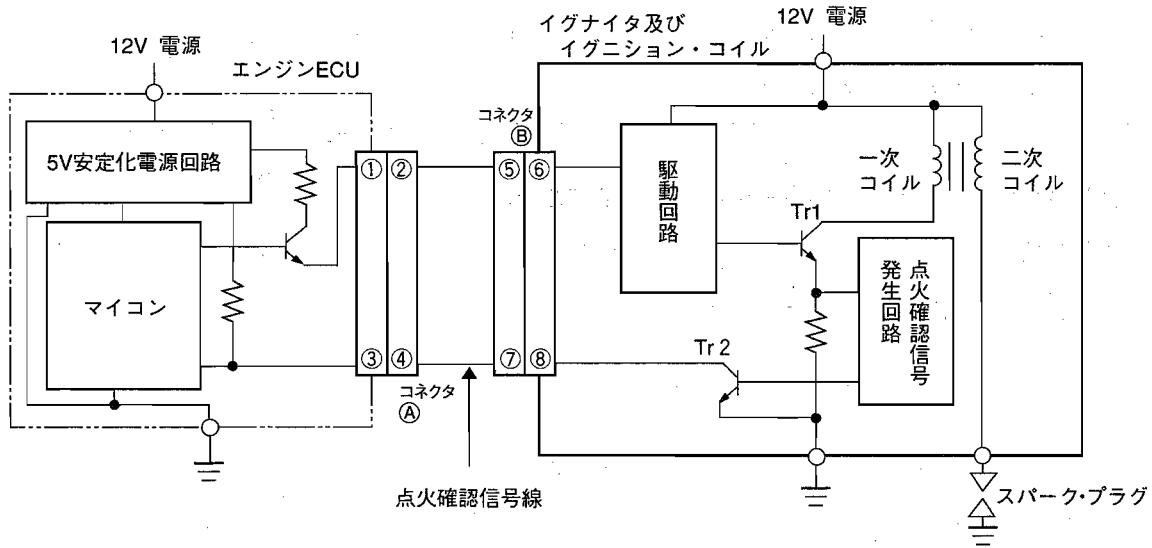 12V 電源
エンジンECU
5V安定化電源回路
マイコン
① ②
③ ④
コネクタ
Ⓐ
点火確認信号線
コネクタ
Ⓑ
⑤ ⑥
⑦ ⑧
イグナイタ及び
イグニション・コイル
12V 電源
駆動回路
Tr1
Tr2
一次
コイル
二次
コイル
点火確認信号
発生回路
スパーク・プラグ